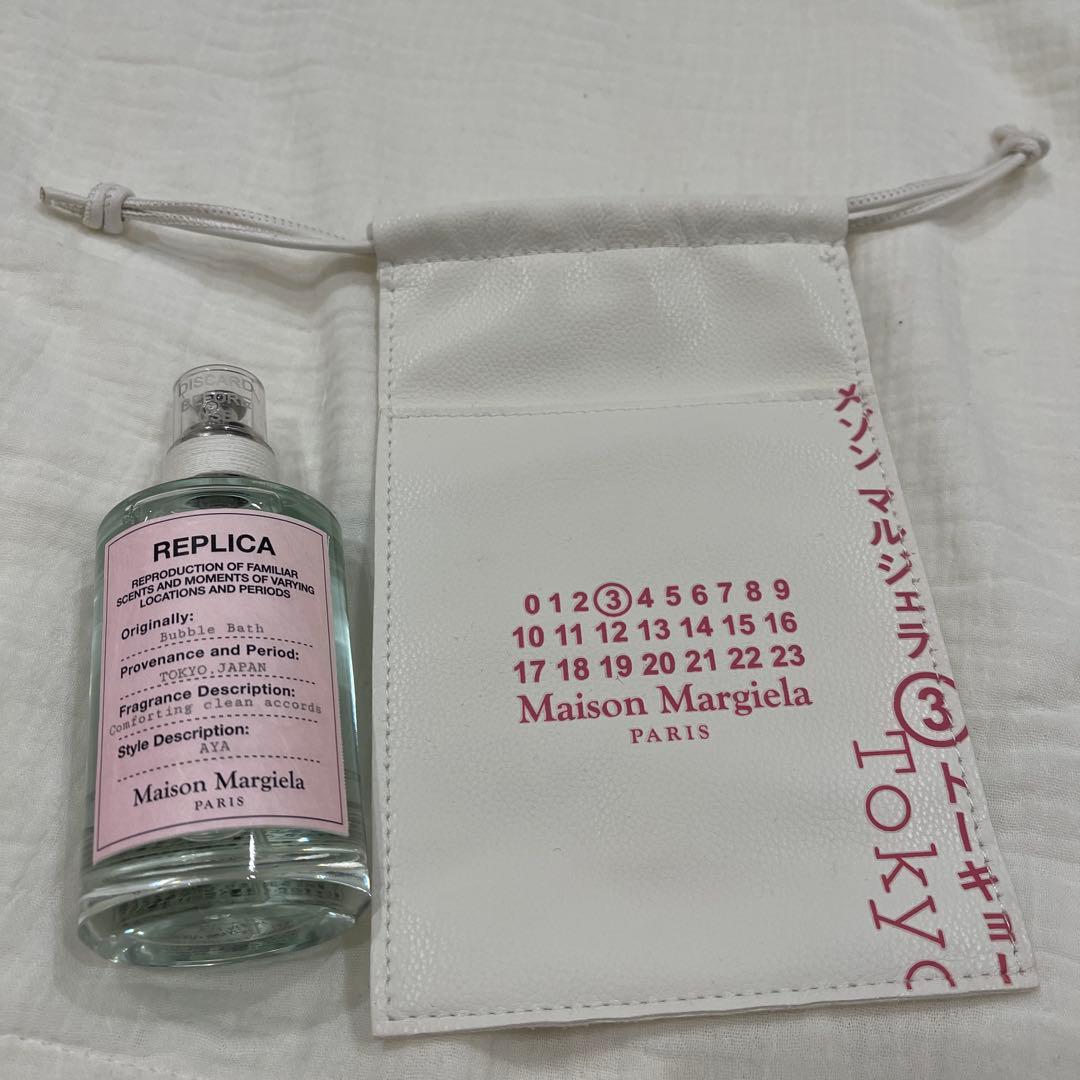 DISCARD
BEFORE
USE
REPLICA
REPRODUCTION OF FAMILIAR
SCENTS AND MOMENTS OF VARYING
LOCATIONS AND PERIODS
Originally:
Bubble Bath
Provenance and Period:
TOKYO,JAPAN
Fragrance Description:
Comforting clean accords
Style Description:
AYA
Maison Margiela
PARIS
0 1 2 3 4 5 6 7 8 9
10 11 12 13 14 15 16
17 18 19 20 21 22 23
Maison Margiela
PARIS
メゾン マルジェラ 3 トーキョー
Tokyo